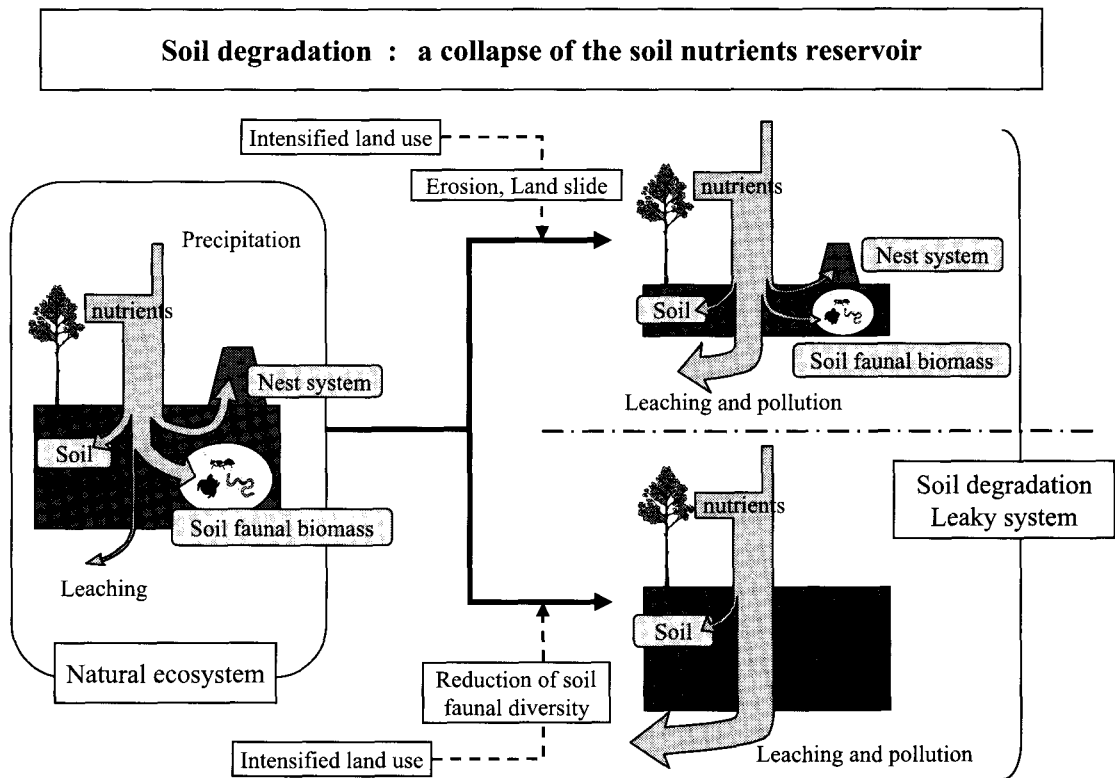 Soil degradation : a collapse of the soil nutrients reservoir
Intensified land use
Erosion, Land slide
Precipitation
nutrients
Nest system
Soil
Soil faunal biomass
Leaching
Natural ecosystem
nutrients
Nest system
Soil
Soil faunal biomass
Leaching and pollution
nutrients
Soil
Leaching and pollution
Reduction of soil
faunal diversity
Intensified land use
Soil degradation
Leaky system